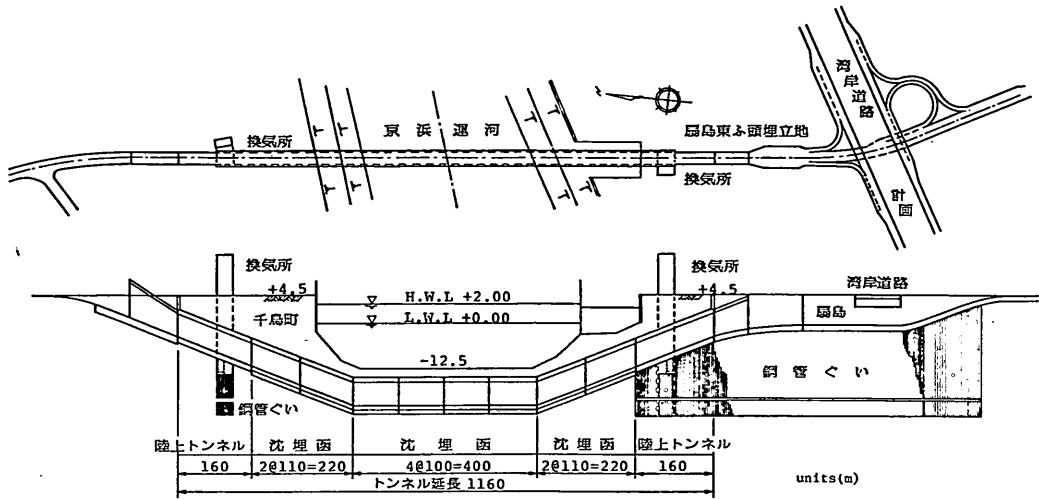 湾岸道路
計画
換気所
京浜運河
扇島東ふ頭埋立地
換気所
換気所
+4.5
千鳥町
H.W.L +2.00
L.W.L +0.00
-12.5
換気所
+4.5
湾岸道路
扇島
鋼管ぐい
鋼管ぐい
陸上トンネル 沈埋函 沈埋函 沈埋函 陸上トンネル
160 2@110=220 4@100=400 2@110=220 160
トンネル延長 1160
units(m)